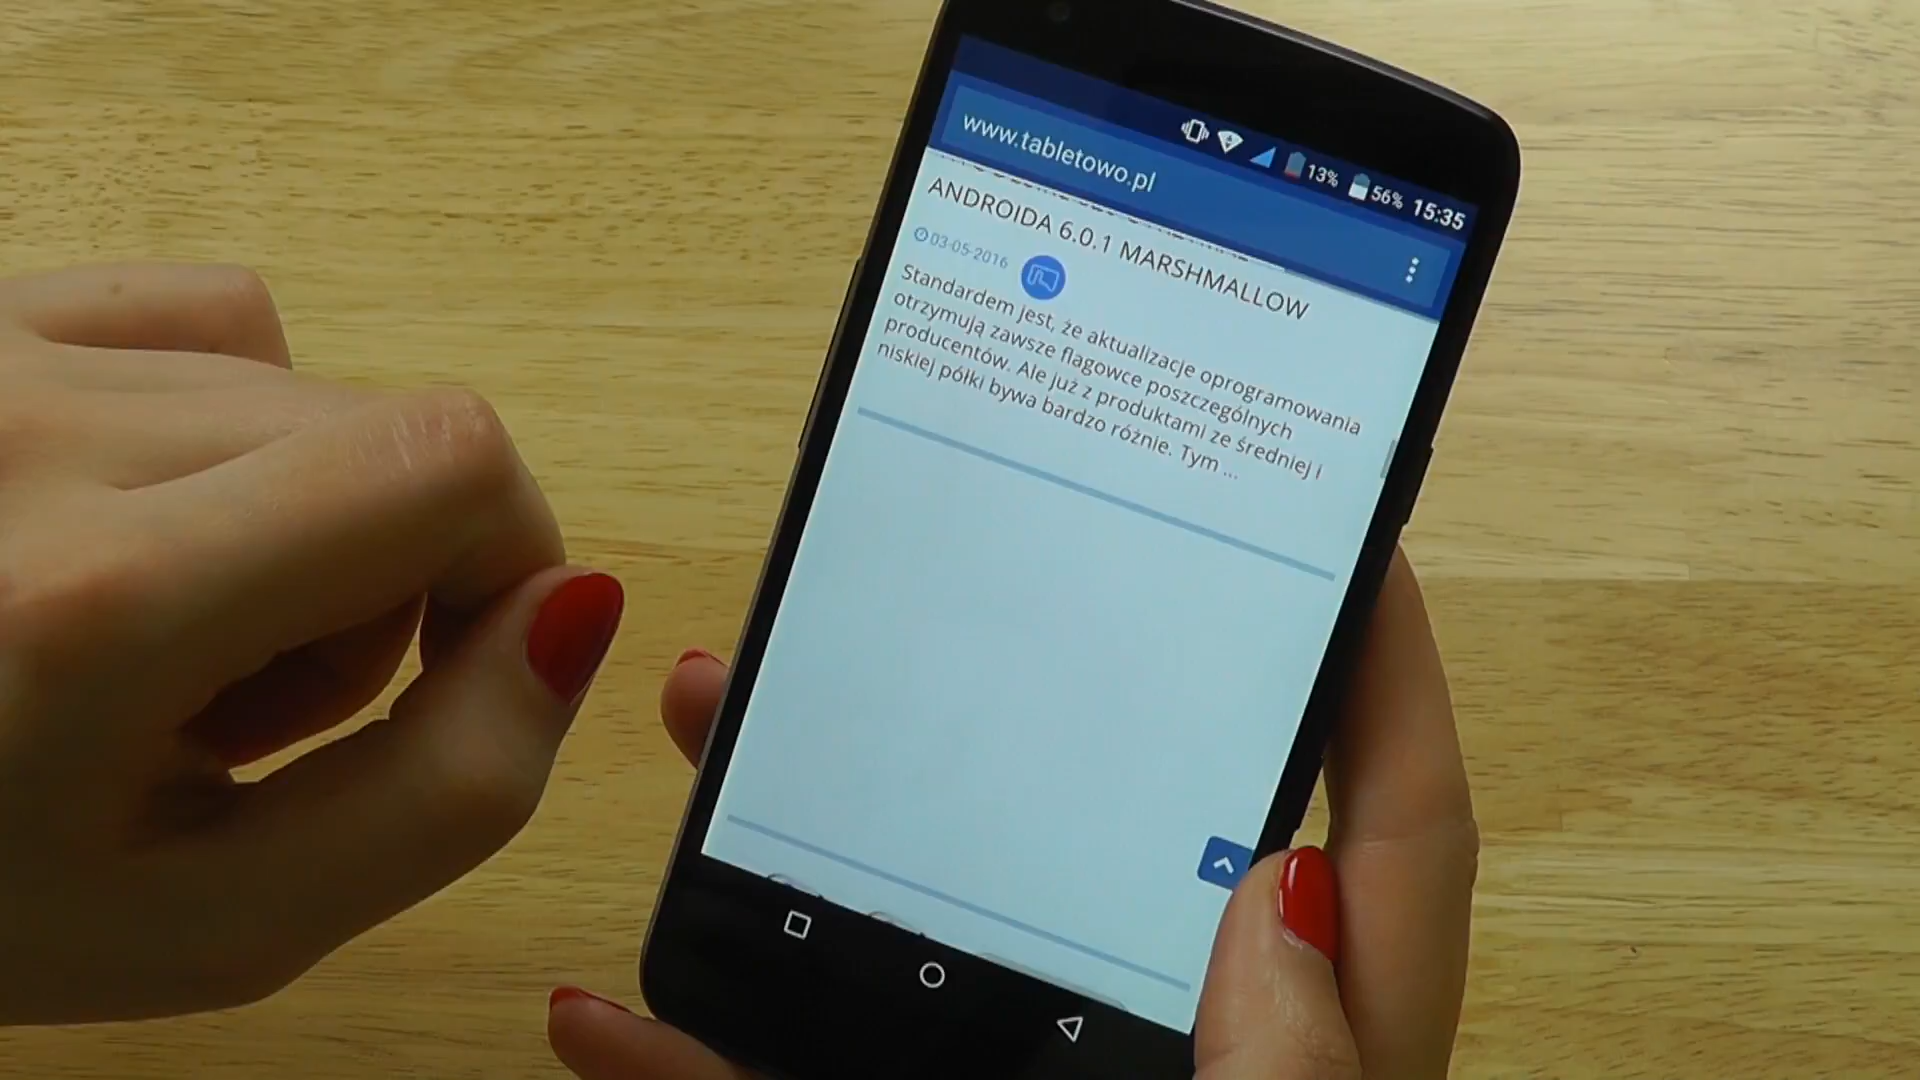 13% 56% 15:35
www.tabletowo.pl
ANDROIDA 6.0.1 MARSHMALLOW
03-05-2016
Standardem jest, że aktualizacje oprogramowania
otrzymują zawsze flagowce poszczególnych
producentów. Ale już z produktami ze średniej i
niskiej półki bywa bardzo różnie. Tym ...